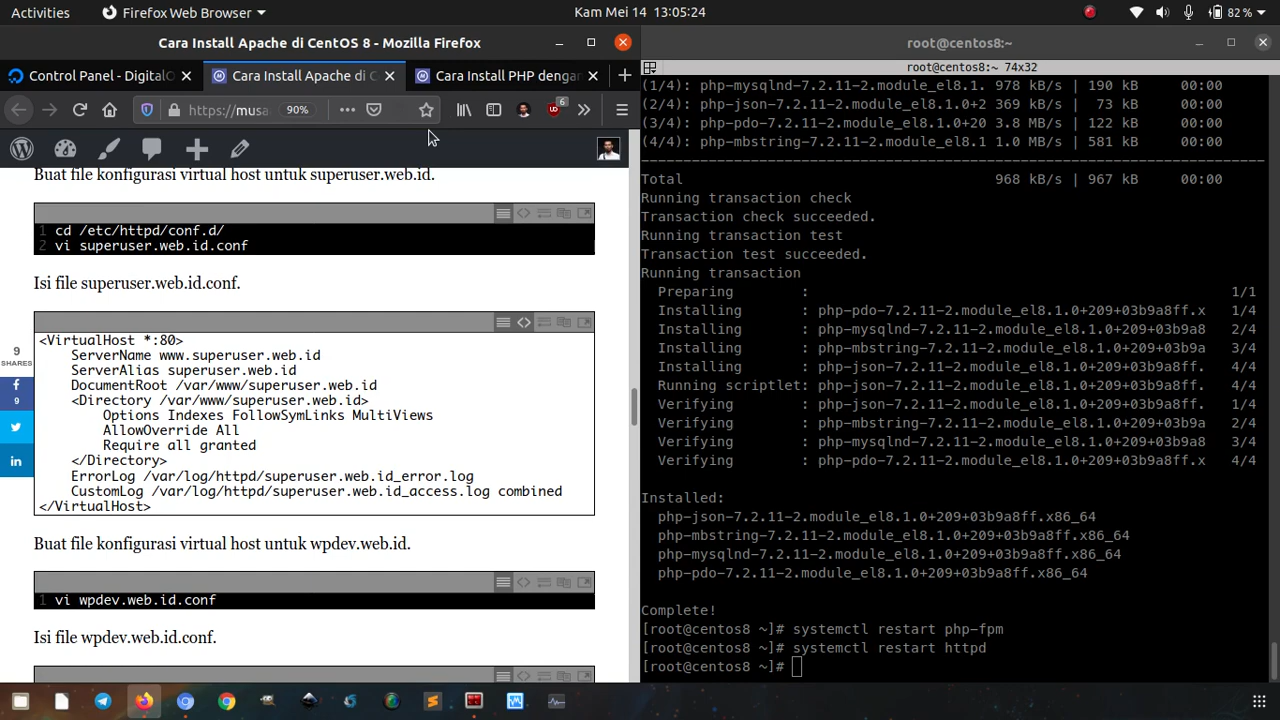 Activities
Firefox Web Browser
Kam Mei 14 13:05:24
82 %
Cara Install Apache di CentOS 8 - Mozilla Firefox
Control Panel - DigitalO
Cara Install Apache di C
Cara Install PHP dengan
https://musa
90%
6
Buat file konfigurasi virtual host untuk superuser.web.id.
1 cd /etc/httpd/conf.d/
2 vi superuser.web.id.conf
Isi file superuser.web.id.conf.
<VirtualHost *:80>
ServerName www.superuser.web.id
ServerAlias superuser.web.id
DocumentRoot /var/www/superuser.web.id
<Directory /var/www/superuser.web.id>
Options Indexes FollowSymLinks MultiViews
AllowOverride All
Require all granted
</Directory>
ErrorLog /var/log/httpd/superuser.web.id_error.log
CustomLog /var/log/httpd/superuser.web.id_access.log combined
</VirtualHost>
9
SHARES
9
Buat file konfigurasi virtual host untuk wpdev.web.id.
1 vi wpdev.web.id.conf
Isi file wpdev.web.id.conf.
root@centos8:~
root@centos8:~ 74x32
(1/4): php-mysqlnd-7.2.11-2.module_el8.1. 978 kB/s | 190 kB 00:00
(2/4): php-json-7.2.11-2.module_el8.1.0+2 369 kB/s | 73 kB 00:00
(3/4): php-pdo-7.2.11-2.module_el8.1.0+20 3.8 MB/s | 122 kB 00:00
(4/4): php-mbstring-7.2.11-2.module_el8.1 1.0 MB/s | 581 kB 00:00
--------------------------------------------------------------------------
Total 968 kB/s | 967 kB 00:00
Running transaction check
Transaction check succeeded.
Running transaction test
Transaction test succeeded.
Running transaction
Preparing : 1/1
Installing : php-pdo-7.2.11-2.module_el8.1.0+209+03b9a8ff.x 1/4
Installing : php-mysqlnd-7.2.11-2.module_el8.1.0+209+03b9a8 2/4
Installing : php-mbstring-7.2.11-2.module_el8.1.0+209+03b9a 3/4
Installing : php-json-7.2.11-2.module_el8.1.0+209+03b9a8ff. 4/4
Running scriptlet: php-json-7.2.11-2.module_el8.1.0+209+03b9a8ff. 4/4
Verifying : php-json-7.2.11-2.module_el8.1.0+209+03b9a8ff. 1/4
Verifying : php-mbstring-7.2.11-2.module_el8.1.0+209+03b9a 2/4
Verifying : php-mysqlnd-7.2.11-2.module_el8.1.0+209+03b9a8 3/4
Verifying : php-pdo-7.2.11-2.module_el8.1.0+209+03b9a8ff.x 4/4
Installed:
php-json-7.2.11-2.module_el8.1.0+209+03b9a8ff.x86_64
php-mbstring-7.2.11-2.module_el8.1.0+209+03b9a8ff.x86_64
php-mysqlnd-7.2.11-2.module_el8.1.0+209+03b9a8ff.x86_64
php-pdo-7.2.11-2.module_el8.1.0+209+03b9a8ff.x86_64
Complete!
[root@centos8 ~]# systemctl restart php-fpm
[root@centos8 ~]# systemctl restart httpd
[root@centos8 ~]#